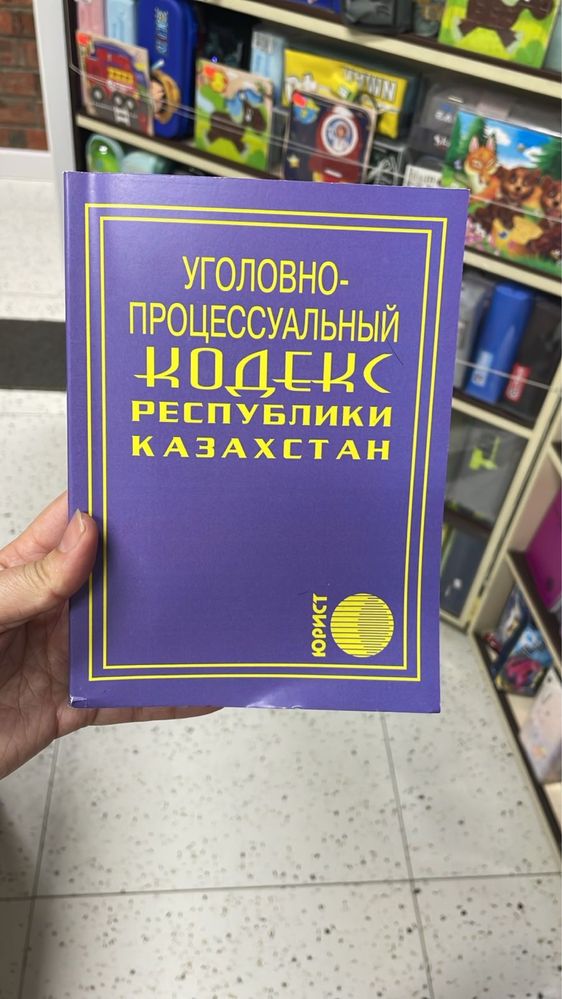 УГОЛОВНО-
ПРОЦЕССУАЛЬНЫЙ
КОДЕКС
РЕСПУБЛИКИ
КАЗАХСТАН
ЮРИСТ